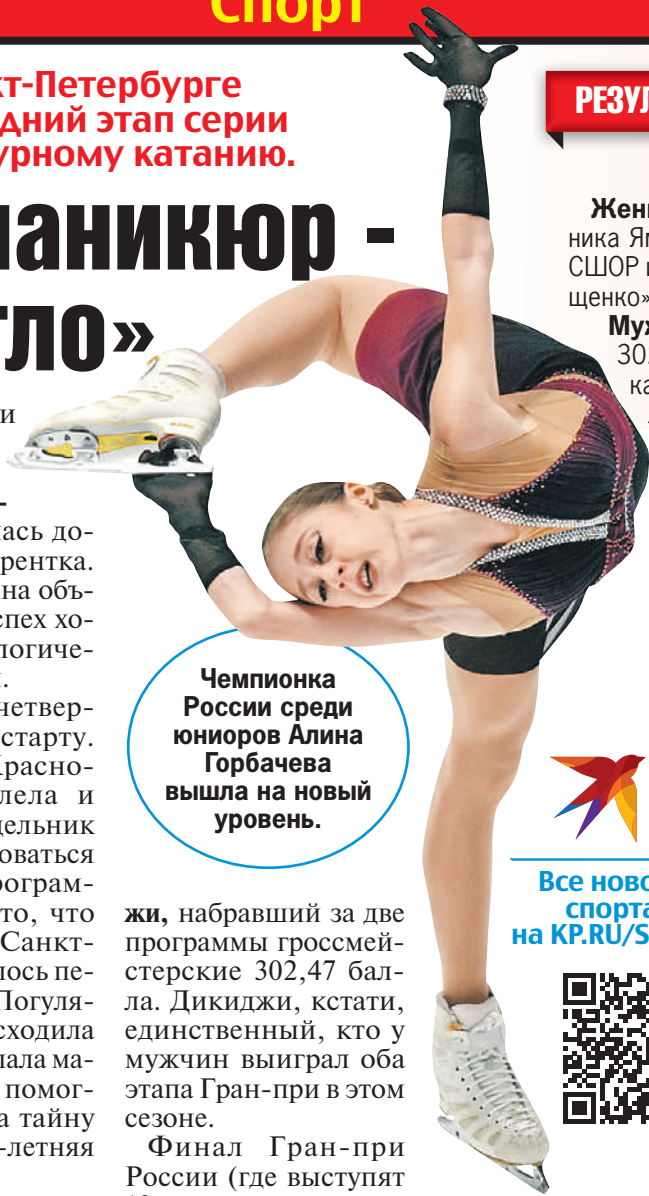 Спорт
кт-Петербурге
дний этап серии
урному катанию.
маникюр -
гло»
и
ась до-
рентка.
на объ-
спех хо-
логиче-
.
четвер-
старту.
Красно-
лела и
дельник
оваться
рограм-
то, что
Санкт-
лось пе-
Погуля-
сходила
лала ма-
помог-
а тайну
-летняя
Чемпионка
России среди
юниоров Алина
Горбачева
вышла на новый
уровень.
жи, набравший за две
программы гроссмей-
стерские 302,47 бал-
ла. Дикиджи, кстати,
единственный, кто у
мужчин выиграл оба
этапа Гран-при в этом
сезоне.
Финал Гран-при
России (где выступят
РЕЗУЛ
Жен
ника Я
СШОР
щенко»
Му
30
ка
Все ново
спорта
на KP.RU/S